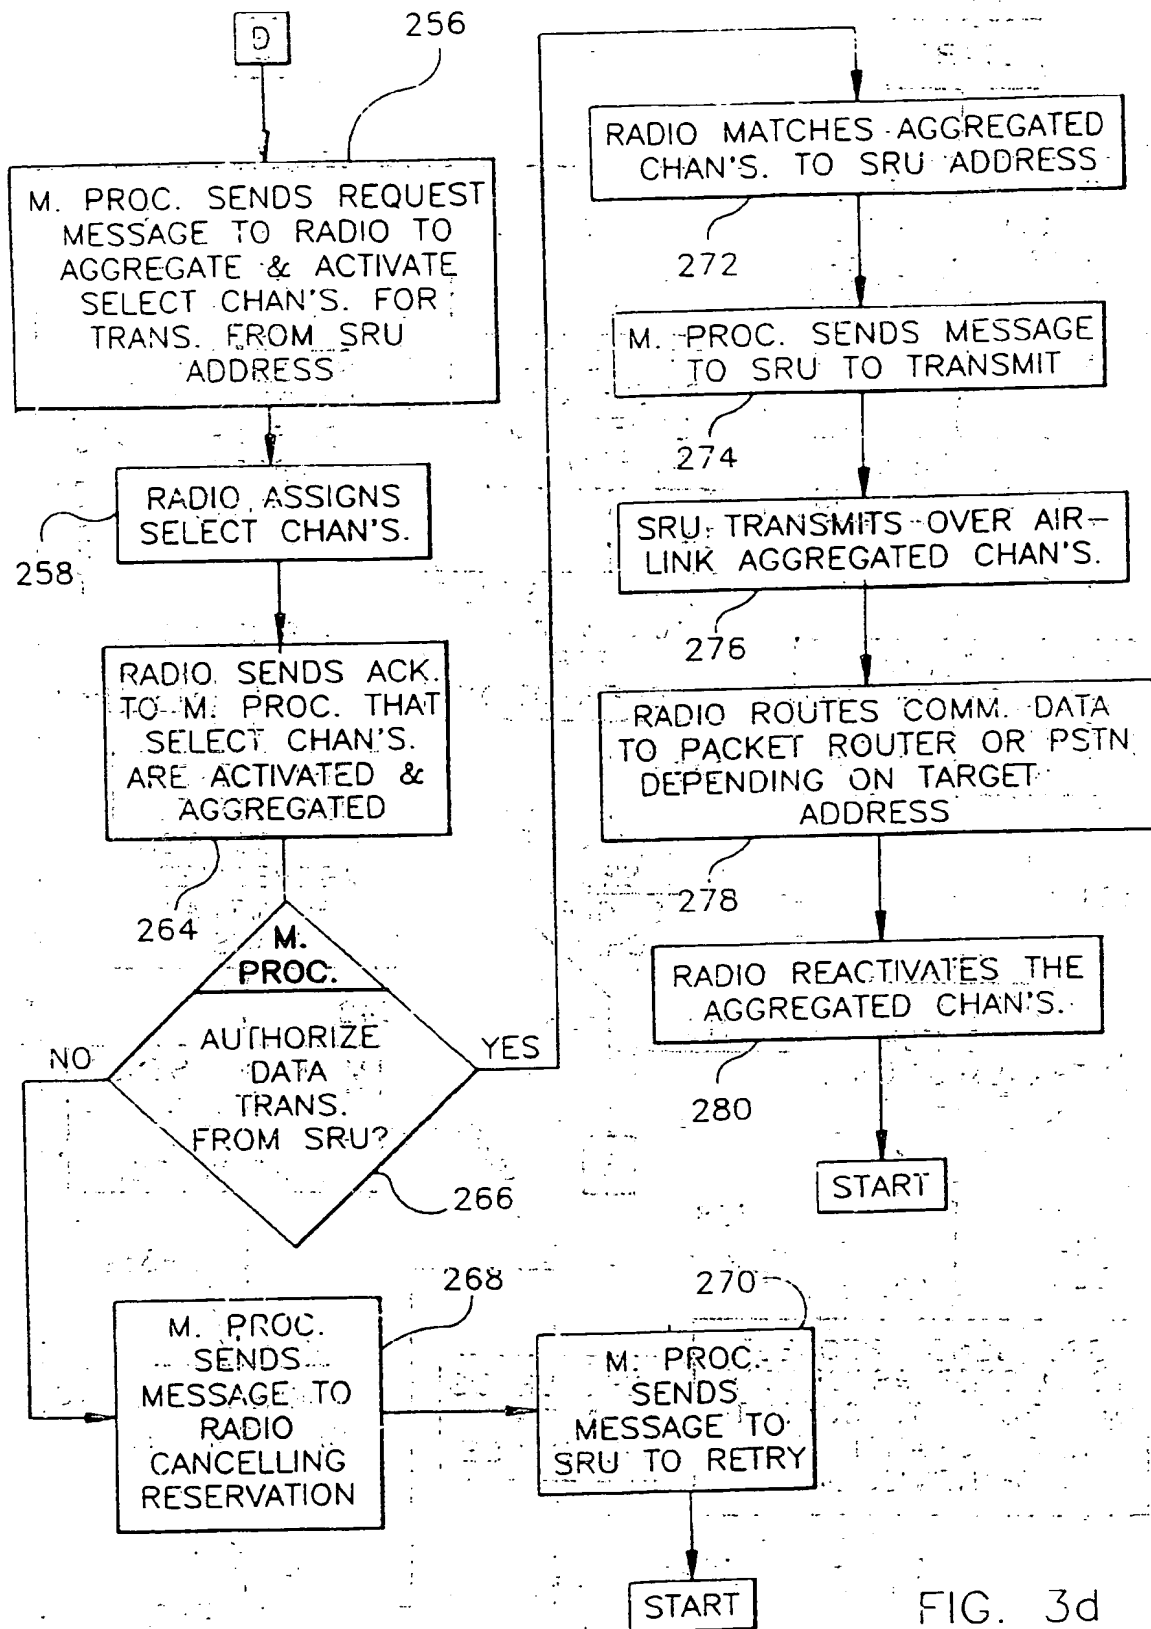 D
256
M. PROC. SENDS REQUEST
MESSAGE TO RADIO TO
AGGREGATE & ACTIVATE
SELECT CHAN'S. FOR
TRANS. FROM SRU
ADDRESS
RADIO ASSIGNS
SELECT CHAN'S.
258
RADIO SENDS ACK.
TO M. PROC. THAT
SELECT CHAN'S.
ARE ACTIVATED &
AGGREGATED
264
M.
PROC.
AUTHORIZE
DATA
TRANS.
FROM SRU?
NO
YES
266
268
M. PROC.
SENDS
MESSAGE TO
RADIO
CANCELLING
RESERVATION
270
M. PROC.
SENDS
MESSAGE TO
SRU TO RETRY
START
RADIO MATCHES AGGREGATED
CHAN'S. TO SRU ADDRESS
272
M. PROC. SENDS MESSAGE
TO SRU TO TRANSMIT
274
SRU TRANSMITS OVER AIR-
LINK AGGREGATED CHAN'S.
276
RADIO ROUTES COMM. DATA
TO PACKET ROUTER OR PSTN
DEPENDING ON TARGET
ADDRESS
278
RADIO REACTIVATES THE
AGGREGATED CHAN'S.
280
START
FIG. 3d